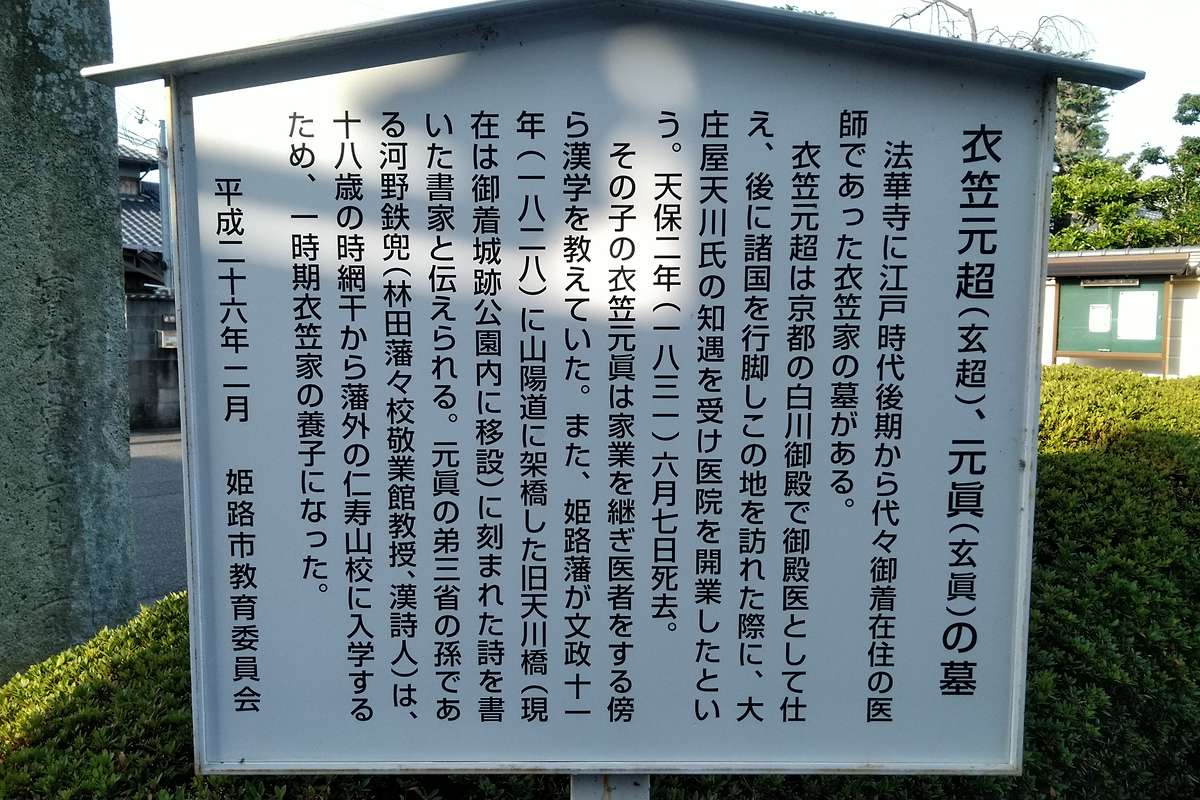 衣笠元超（玄超）、元眞（玄眞）の墓
法華寺に江戸時代後期から代々御着在住の医
師であった衣笠家の墓がある。
衣笠元超は京都の白川御殿で御殿医として仕
え、後に諸国を行脚しこの地を訪れた際に、大
庄屋天川氏の知遇を受け医院を開業したとい
う。天保二年（一八三一）六月七日死去。
その子の衣笠元眞は家業を継ぎ医者をする傍
ら漢学を教えていた。また、姫路藩が文政十一
年（一八二八）に山陽道に架橋した旧天川橋（現
在は御着城跡公園内に移設）に刻まれた詩を書
いた書家と伝えられる。元眞の弟三省の孫であ
る河野鉄兜（林田藩々校敬業館教授、漢詩人）は、
十八歳の時網干から藩外の仁寿山校に入学する
ため、一時期衣笠家の養子になった。
平成二十六年 二月　姫路市教育委員会